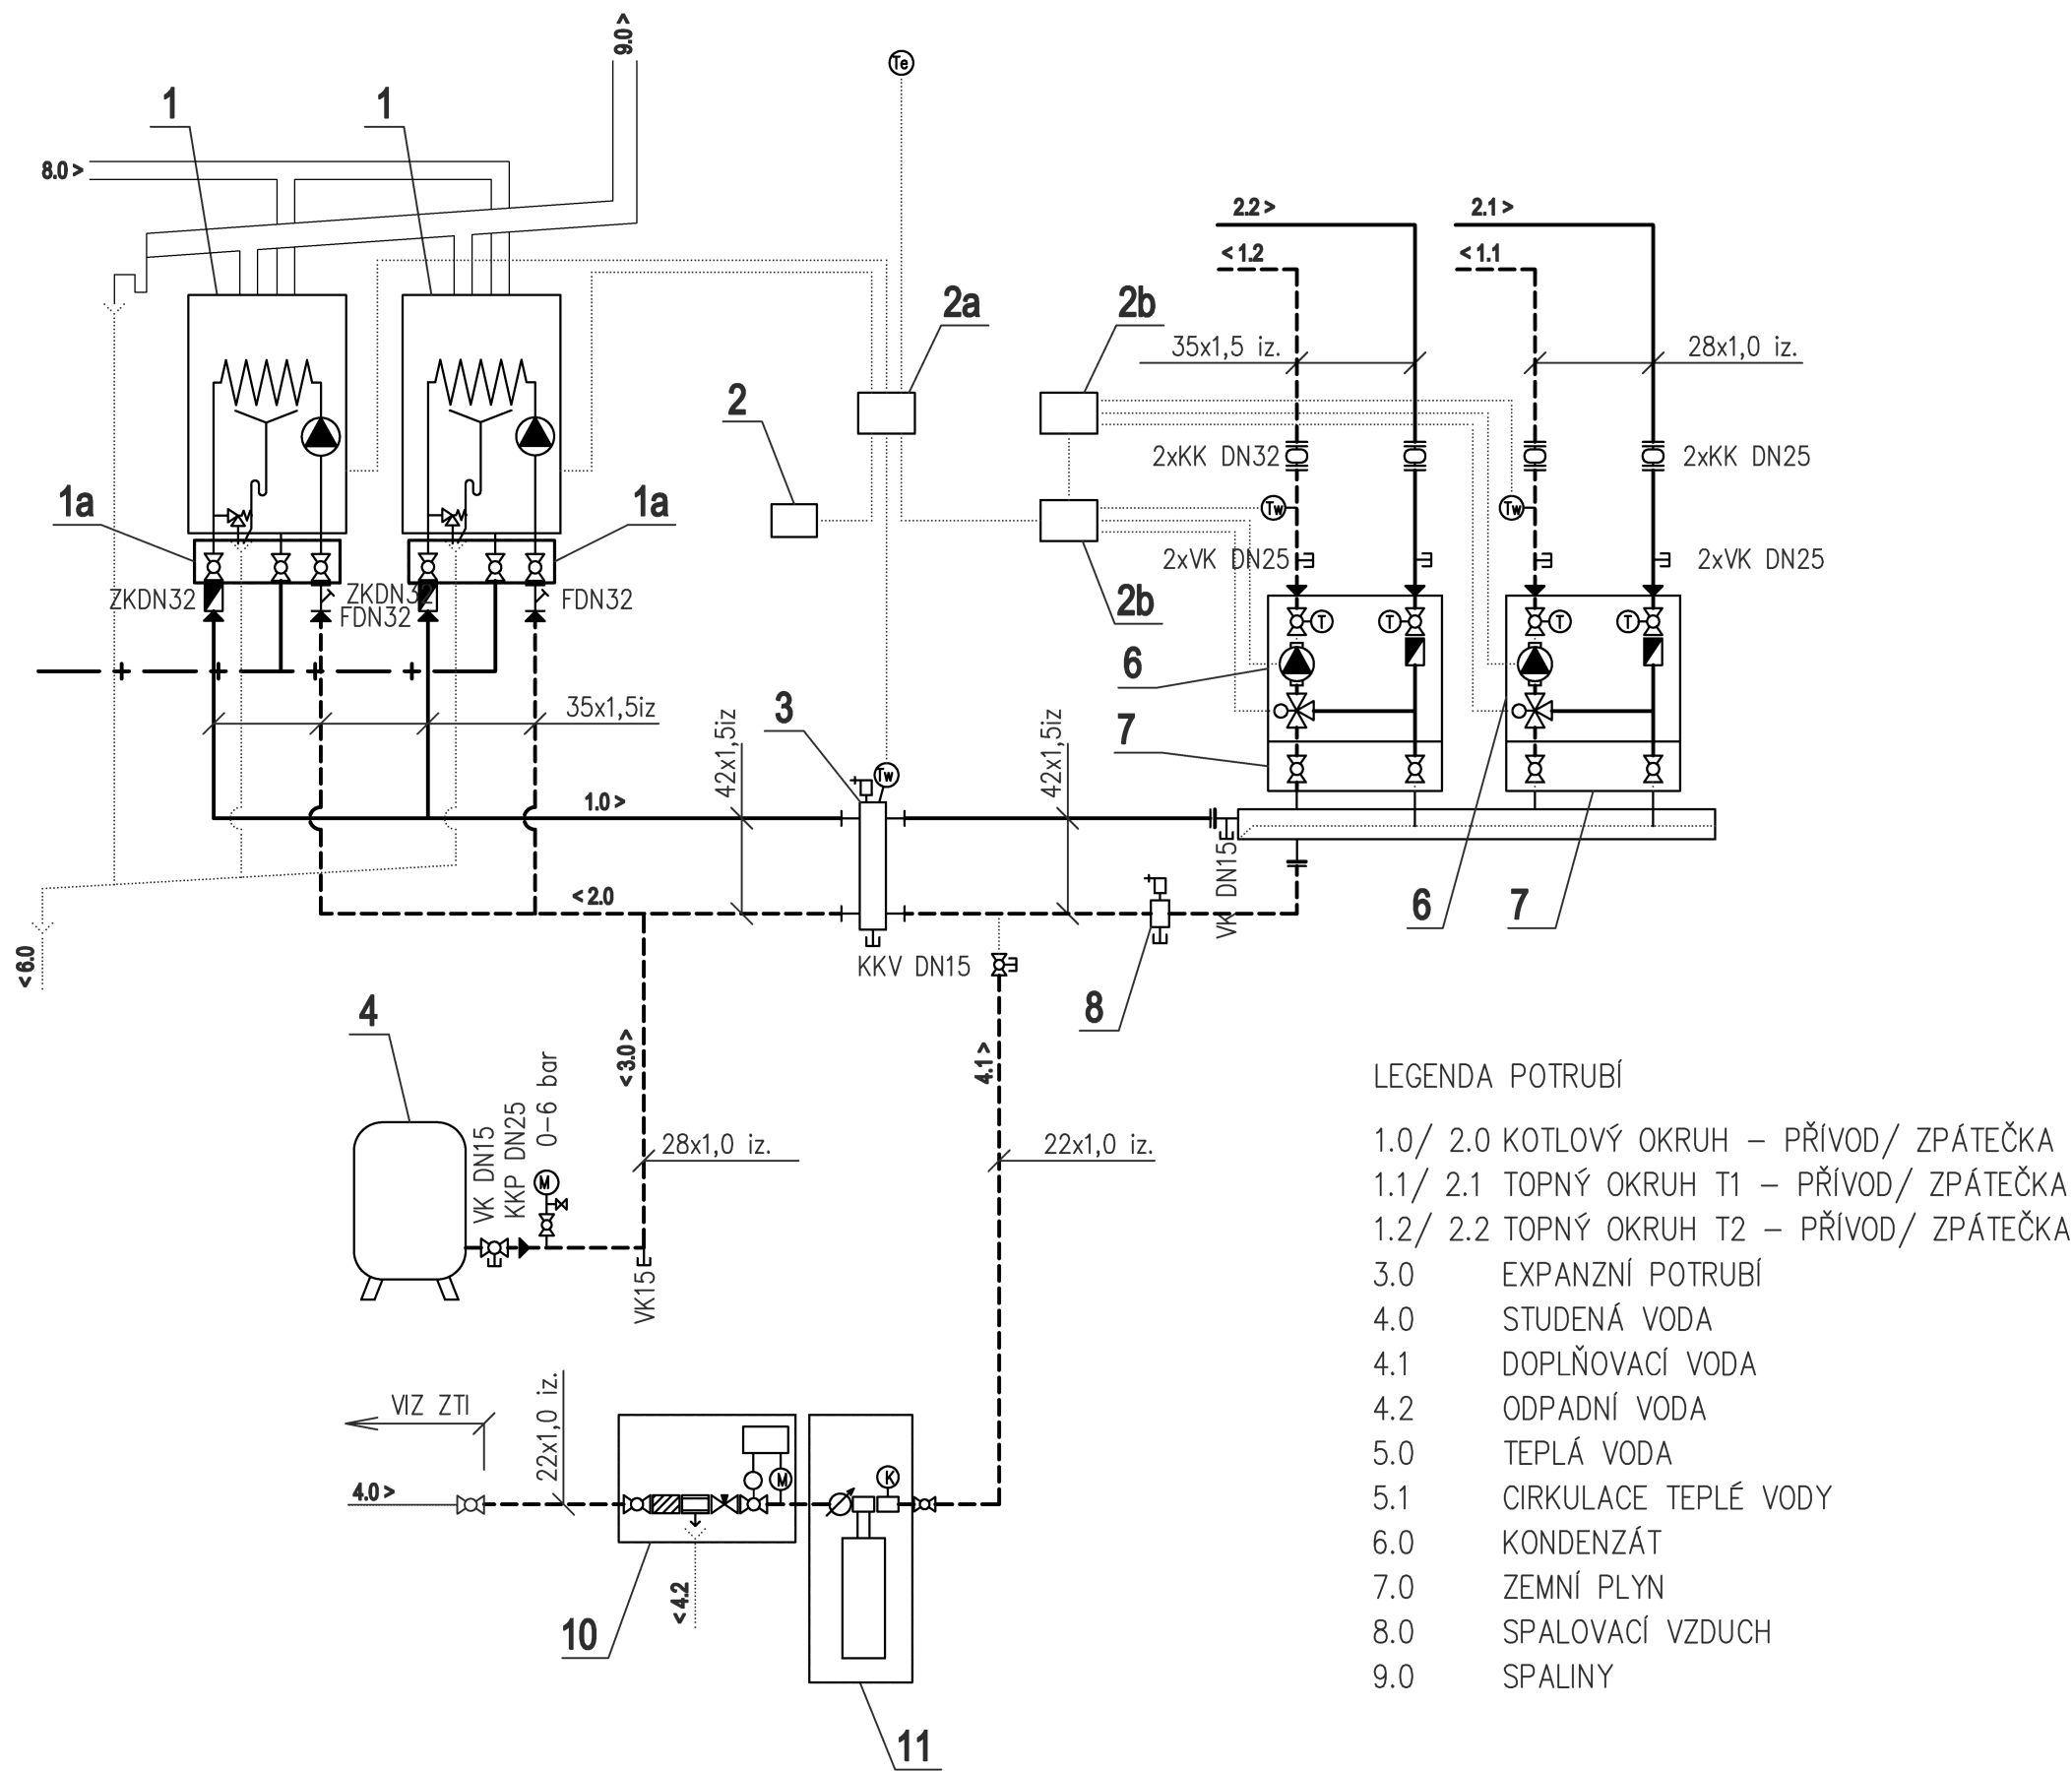 9.0 >
Te
1
1
8.0 >
2.2 >
2.1 >
< 1.2
< 1.1
2a
2b
35x1,5 iz.
28x1,0 iz.
2
2xKK DN32
2xKK DN25
1a
1a
Tw
Tw
2xVK DN25
2xVK DN25
ZKDN32
ZKDN32
FDN32
FDN32
2b
T
T
T
T
6
35x1,5iz
3
42x1,5iz
42x1,5iz
7
Tw
1.0 >
VK DN15
< 2.0
6
7
< 6.0
KKV DN15
4
8
< 3.0 >
4.1 >
VK DN15
KKP DN25
0-6 bar
M
28x1,0 iz.
22x1,0 iz.
VK15
VIZ ZTI
22x1,0 iz.
4.0 >
M
K
< 4.2
10
11
LEGENDA POTRUBÍ
1.0/ 2.0 KOTLOVÝ OKRUH – PŘÍVOD/ ZPÁTEČKA
1.1/ 2.1 TOPNÝ OKRUH T1 – PŘÍVOD/ ZPÁTEČKA
1.2/ 2.2 TOPNÝ OKRUH T2 – PŘÍVOD/ ZPÁTEČKA
3.0 EXPANZNÍ POTRUBÍ
4.0 STUDENÁ VODA
4.1 DOPLŇOVACÍ VODA
4.2 ODPADNÍ VODA
5.0 TEPLÁ VODA
5.1 CIRKULACE TEPLÉ VODY
6.0 KONDENZÁT
7.0 ZEMNÍ PLYN
8.0 SPALOVACÍ VZDUCH
9.0 SPALINY